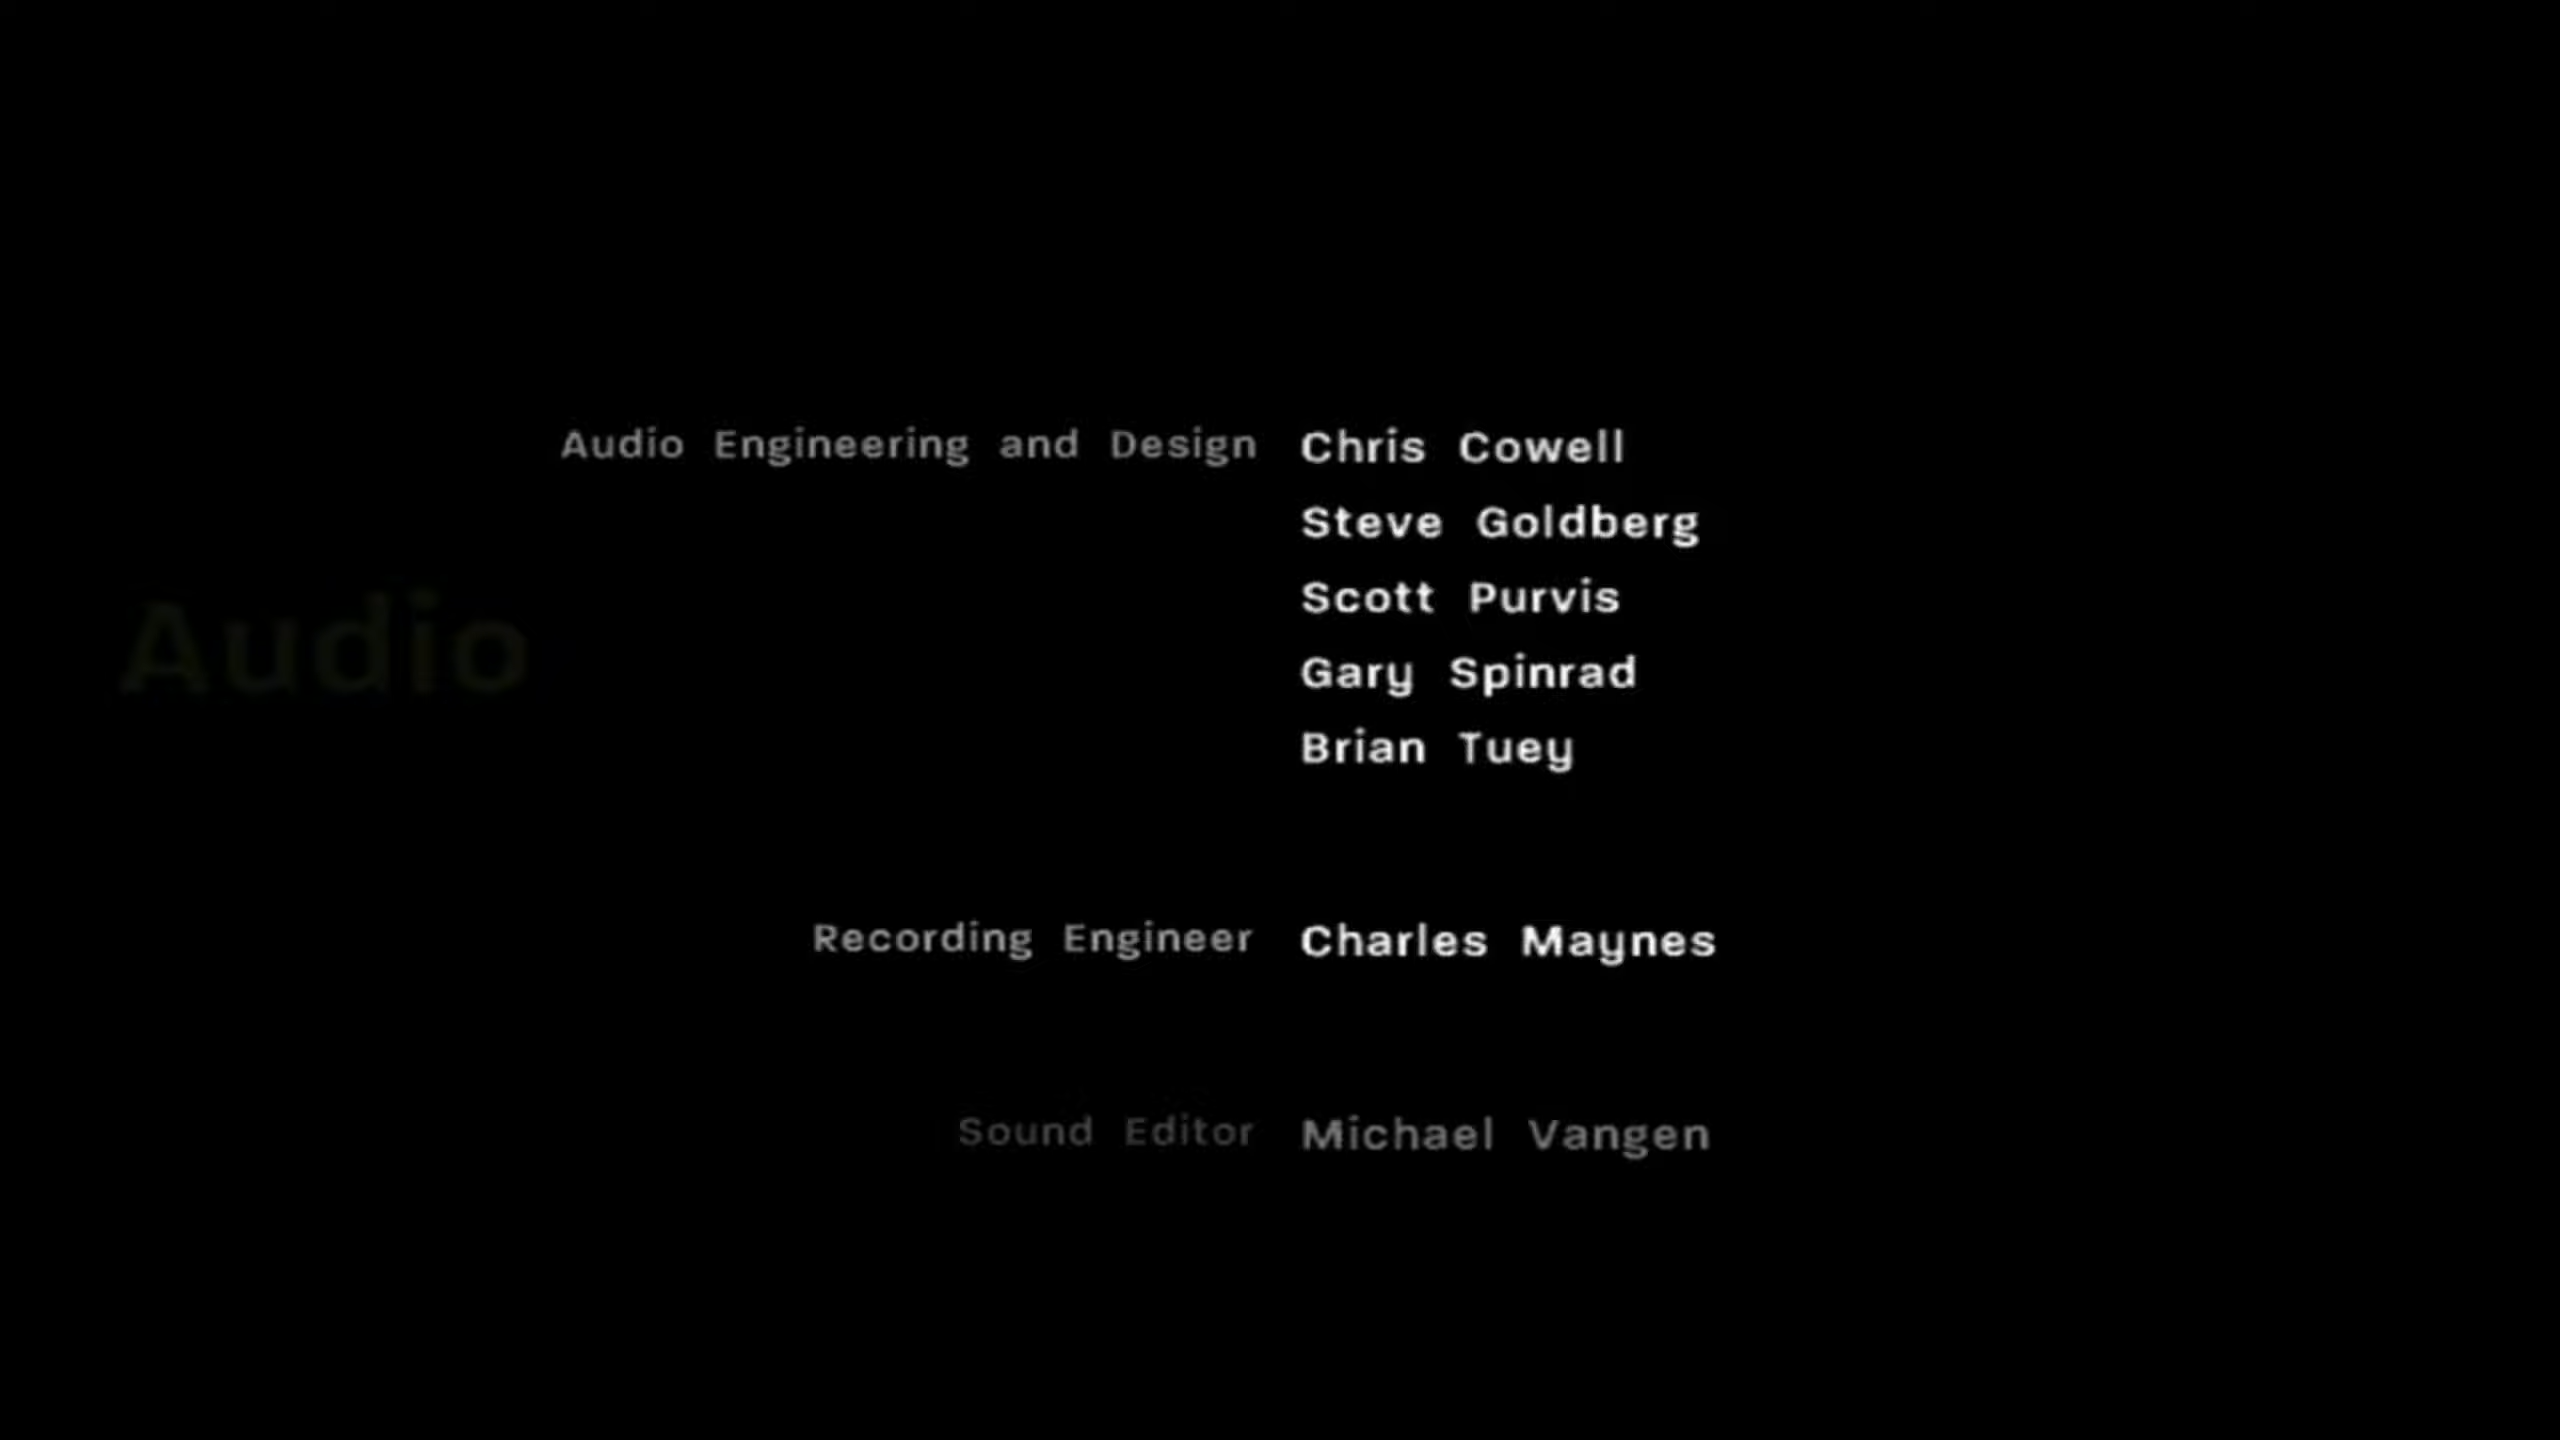 Audio Engineering and Design Chris Cowell
Steve Goldberg
Scott Purvis
Audio
Gary Spinrad
Brian Tuey
Recording Engineer Charles Maynes
Sound Editor Michael Vangen